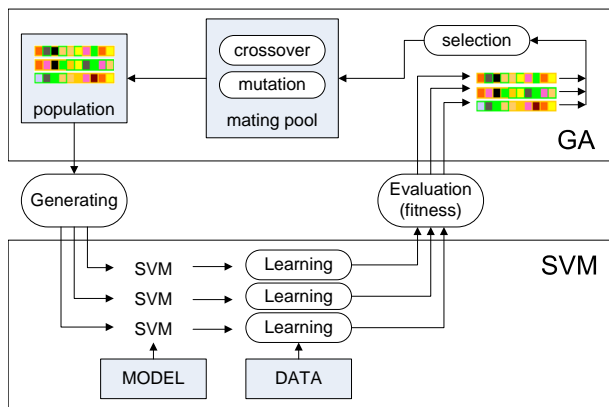 crossover
selection
mutation
population
mating pool
GA
Generating
Evaluation
(fitness)
SVM
SVM
Learning
SVM
Learning
SVM
Learning
MODEL
DATA